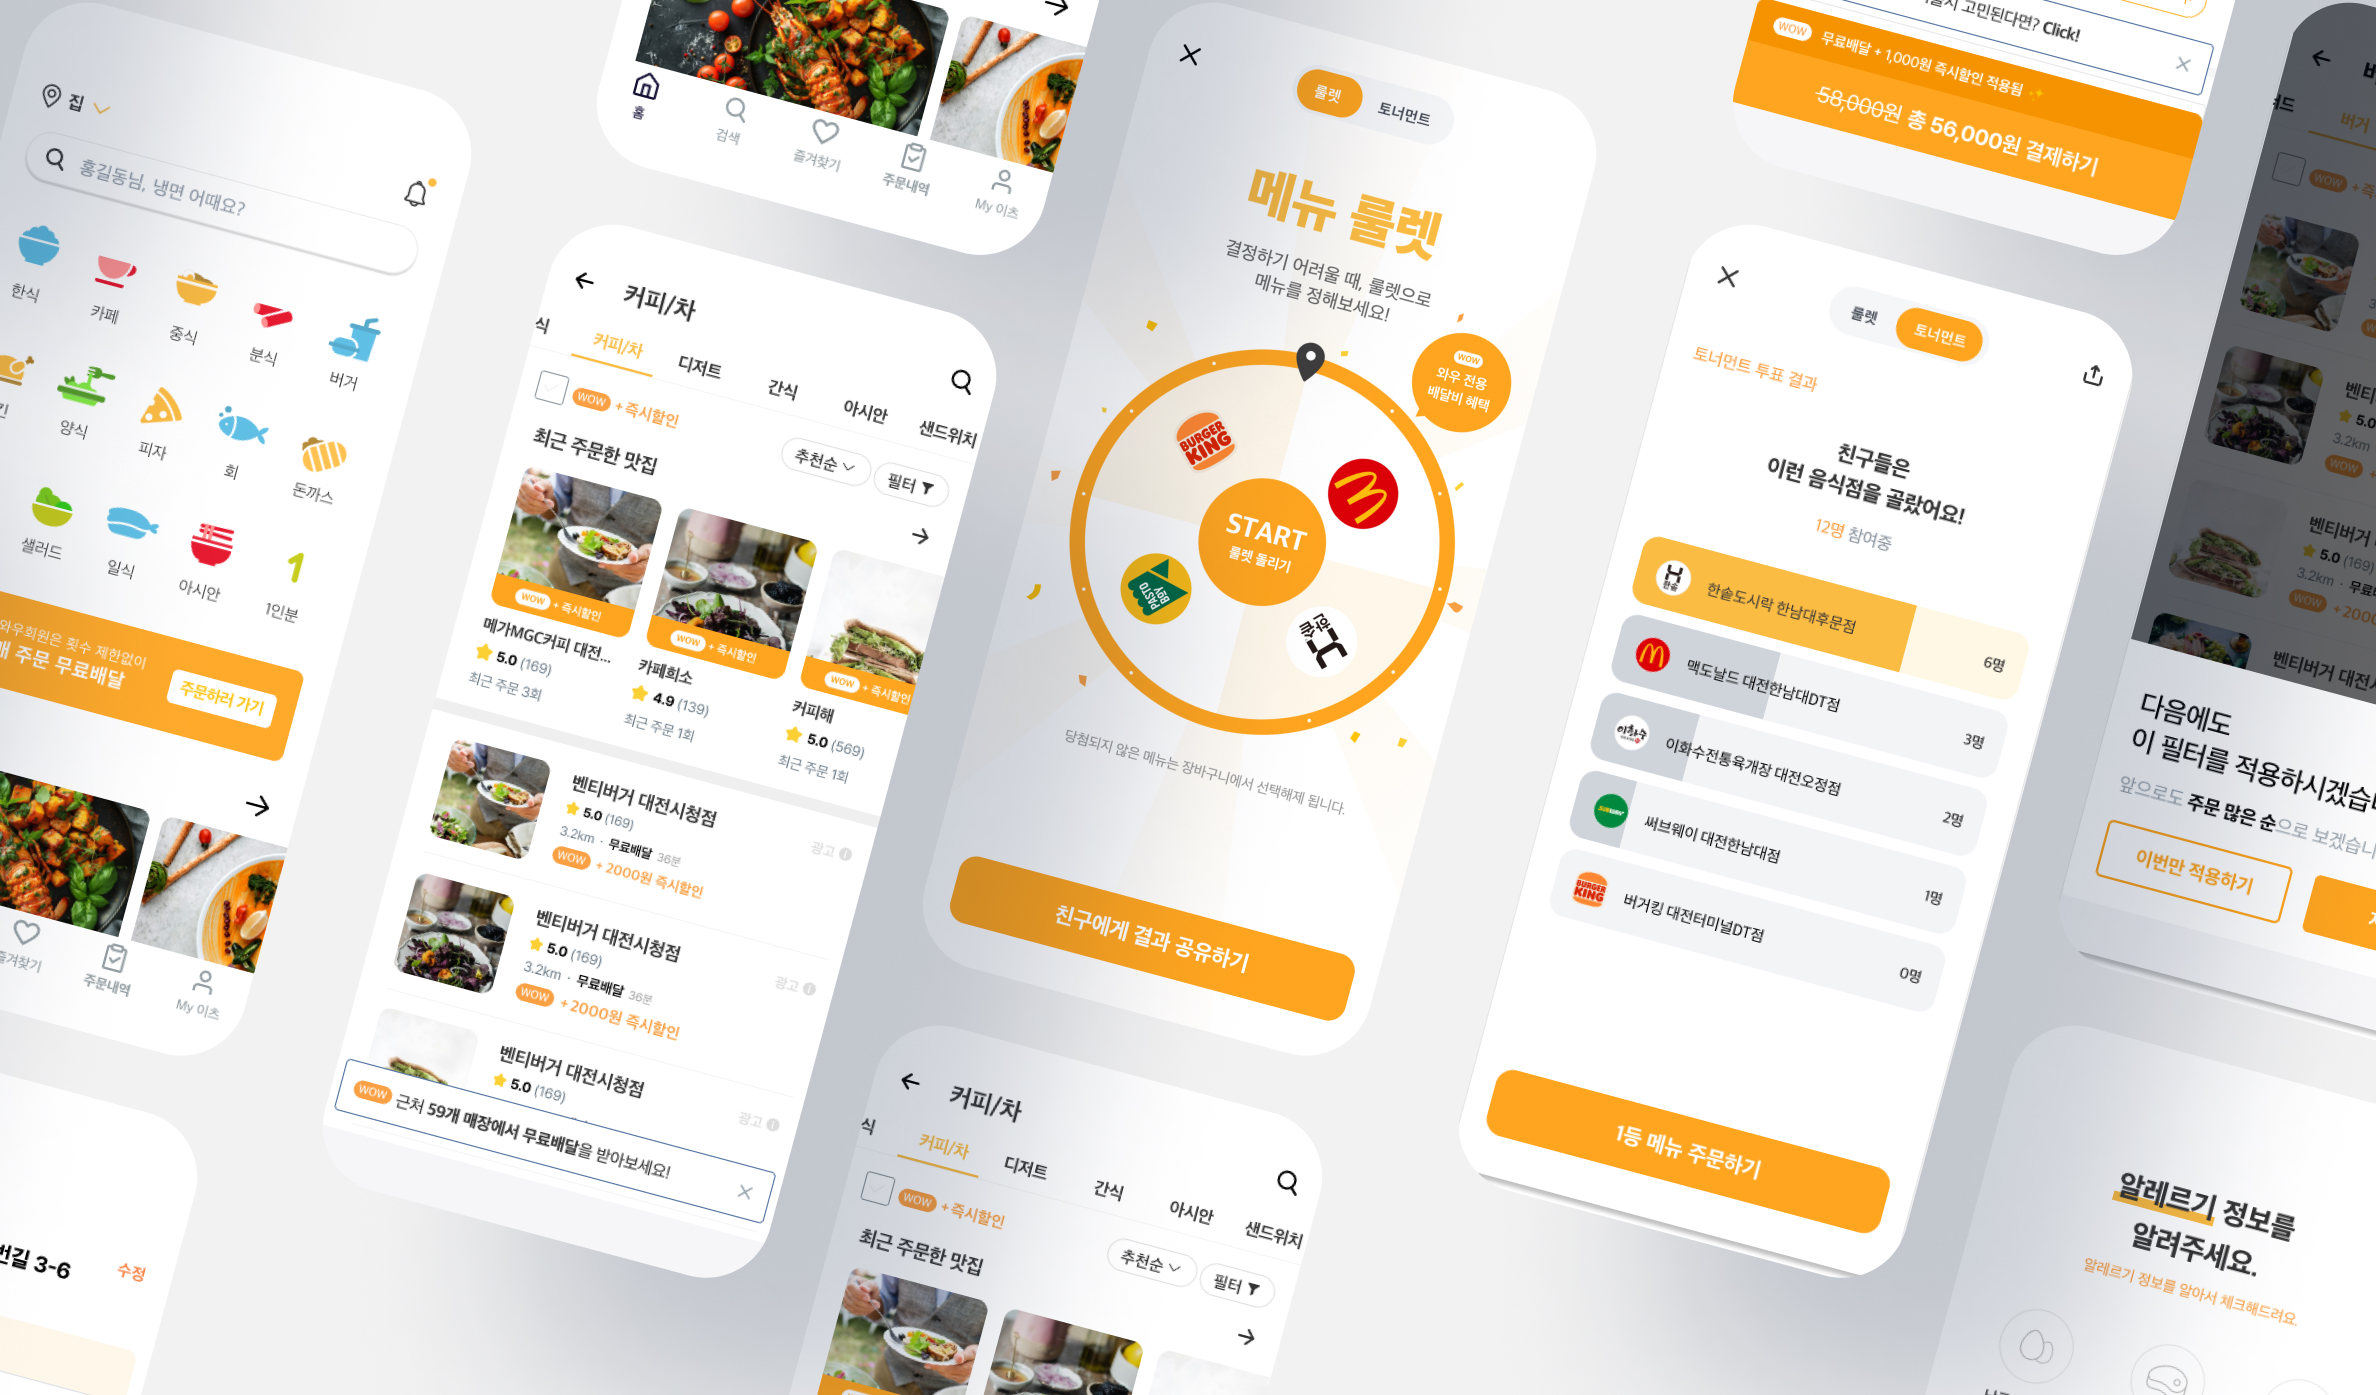 집
홍길동님, 냉면 어때요?
한식
카페
중식
분식
버거
양식
피자
회
돈까스
샐러드
일식
아시안
1
1인분
와우회원은 횟수 제한없이
주문 무료배달
주문하러 가기
즐겨찾기
주문내역
My 이츠
3-6
수정
홈
검색
즐겨찾기
주문내역
My 이츠
커피/차
식
커피/차
디저트
간식
아시안
샌드위치
WOW +즉시할인
최근 주문한 맛집
추천순
필터
WOW + 즉시할인
메가MGC커피 대전...
5.0 (169)
최근 주문 3회
WOW + 즉시할인
카페희소
4.9 (139)
최근 주문 1회
WOW + 즉시할인
커피해
5.0 (569)
최근 주문 1회
벤티버거 대전시청점
5.0 (169)
3.2km · 무료배달 36분
WOW + 2000원 즉시할인
광고
벤티버거 대전시청점
5.0 (169)
3.2km · 무료배달 36분
WOW +2000원 즉시할인
광고
벤티버거 대전시청점
5.0 (169)
광고
WOW 근처 59개 매장에서 무료배달을 받아보세요!
룰렛
토너먼트
메뉴 룰렛
결정하기 어려울 때, 룰렛으로
메뉴를 정해보세요!
WOW
와우 전용
배달비 혜택
BURGER
KING
START
룰렛 돌리기
PASTO
BOY
한솥
당첨되지 않은 메뉴는 장바구니에서 선택해제 됩니다.
친구에게 결과 공유하기
커피/차
식
커피/차
디저트
간식
아시안
샌드위치
WOW +즉시할인
최근 주문한 맛집
추천순
필터
고민된다면? Click!
WOW 무료배달 + 1,000원 즉시할인 적용됨
58,000원 총 56,000원 결제하기
룰렛
토너먼트
토너먼트 투표 결과
친구들은
이런 음식점을 골랐어요!
12명 참여중
한솥
한솥도시락 한남대후문점
6명
맥도날드 대전한남대DT점
3명
이화수
이화수전통육개장 대전오정점
2명
SUBWAY
써브웨이 대전한남대점
1명
BURGER
KING
버거킹 대전터미널DT점
0명
1등 메뉴 주문하기
버거
WOW
5.0
3.2km
WOW
벤티버거
5.0 (169)
3.2km · 무료
WOW +2000
벤티버거 대전시
다음에도
이 필터를 적용하시겠습
앞으로도 주문 많은 순으로 보겠습니
이번만 적용하기
알레르기 정보를
알려주세요.
알레르기 정보를 알아서 체크해드려요.